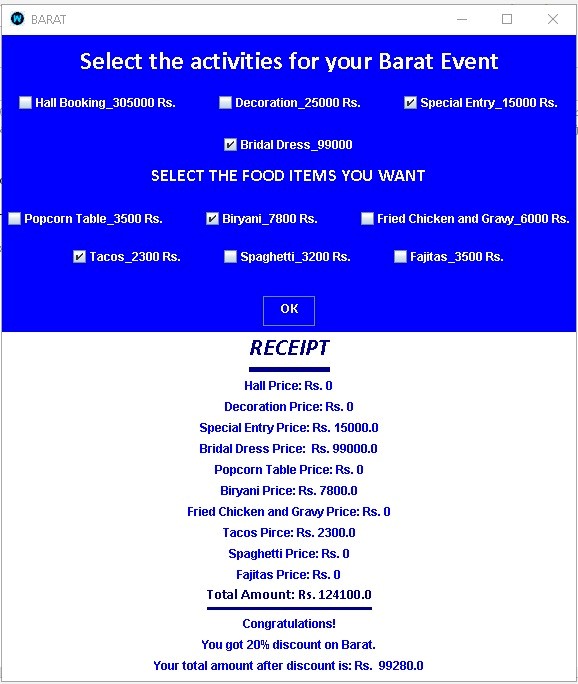 BARAT
Select the activities for your Barat Event
Hall Booking_305000 Rs. Decoration_25000 Rs. Special Entry_15000 Rs.
Bridal Dress_99000
SELECT THE FOOD ITEMS YOU WANT
Popcorn Table_3500 Rs. Biryani_7800 Rs. Fried Chicken and Gravy_6000 Rs.
Tacos_2300 Rs. Spaghetti_3200 Rs. Fajitas_3500 Rs.
OK
RECEIPT
Hall Price: Rs. 0
Decoration Price: Rs. 0
Special Entry Price: Rs. 15000.0
Bridal Dress Price: Rs. 99000.0
Popcorn Table Price: Rs. 0
Biryani Price: Rs. 7800.0
Fried Chicken and Gravy Price: Rs. 0
Tacos Pirce: Rs. 2300.0
Spaghetti Price: Rs. 0
Fajitas Price: Rs. 0
Total Amount: Rs. 124100.0
Congratulations!
You got 20% discount on Barat.
Your total amount after discount is: Rs. 99280.0